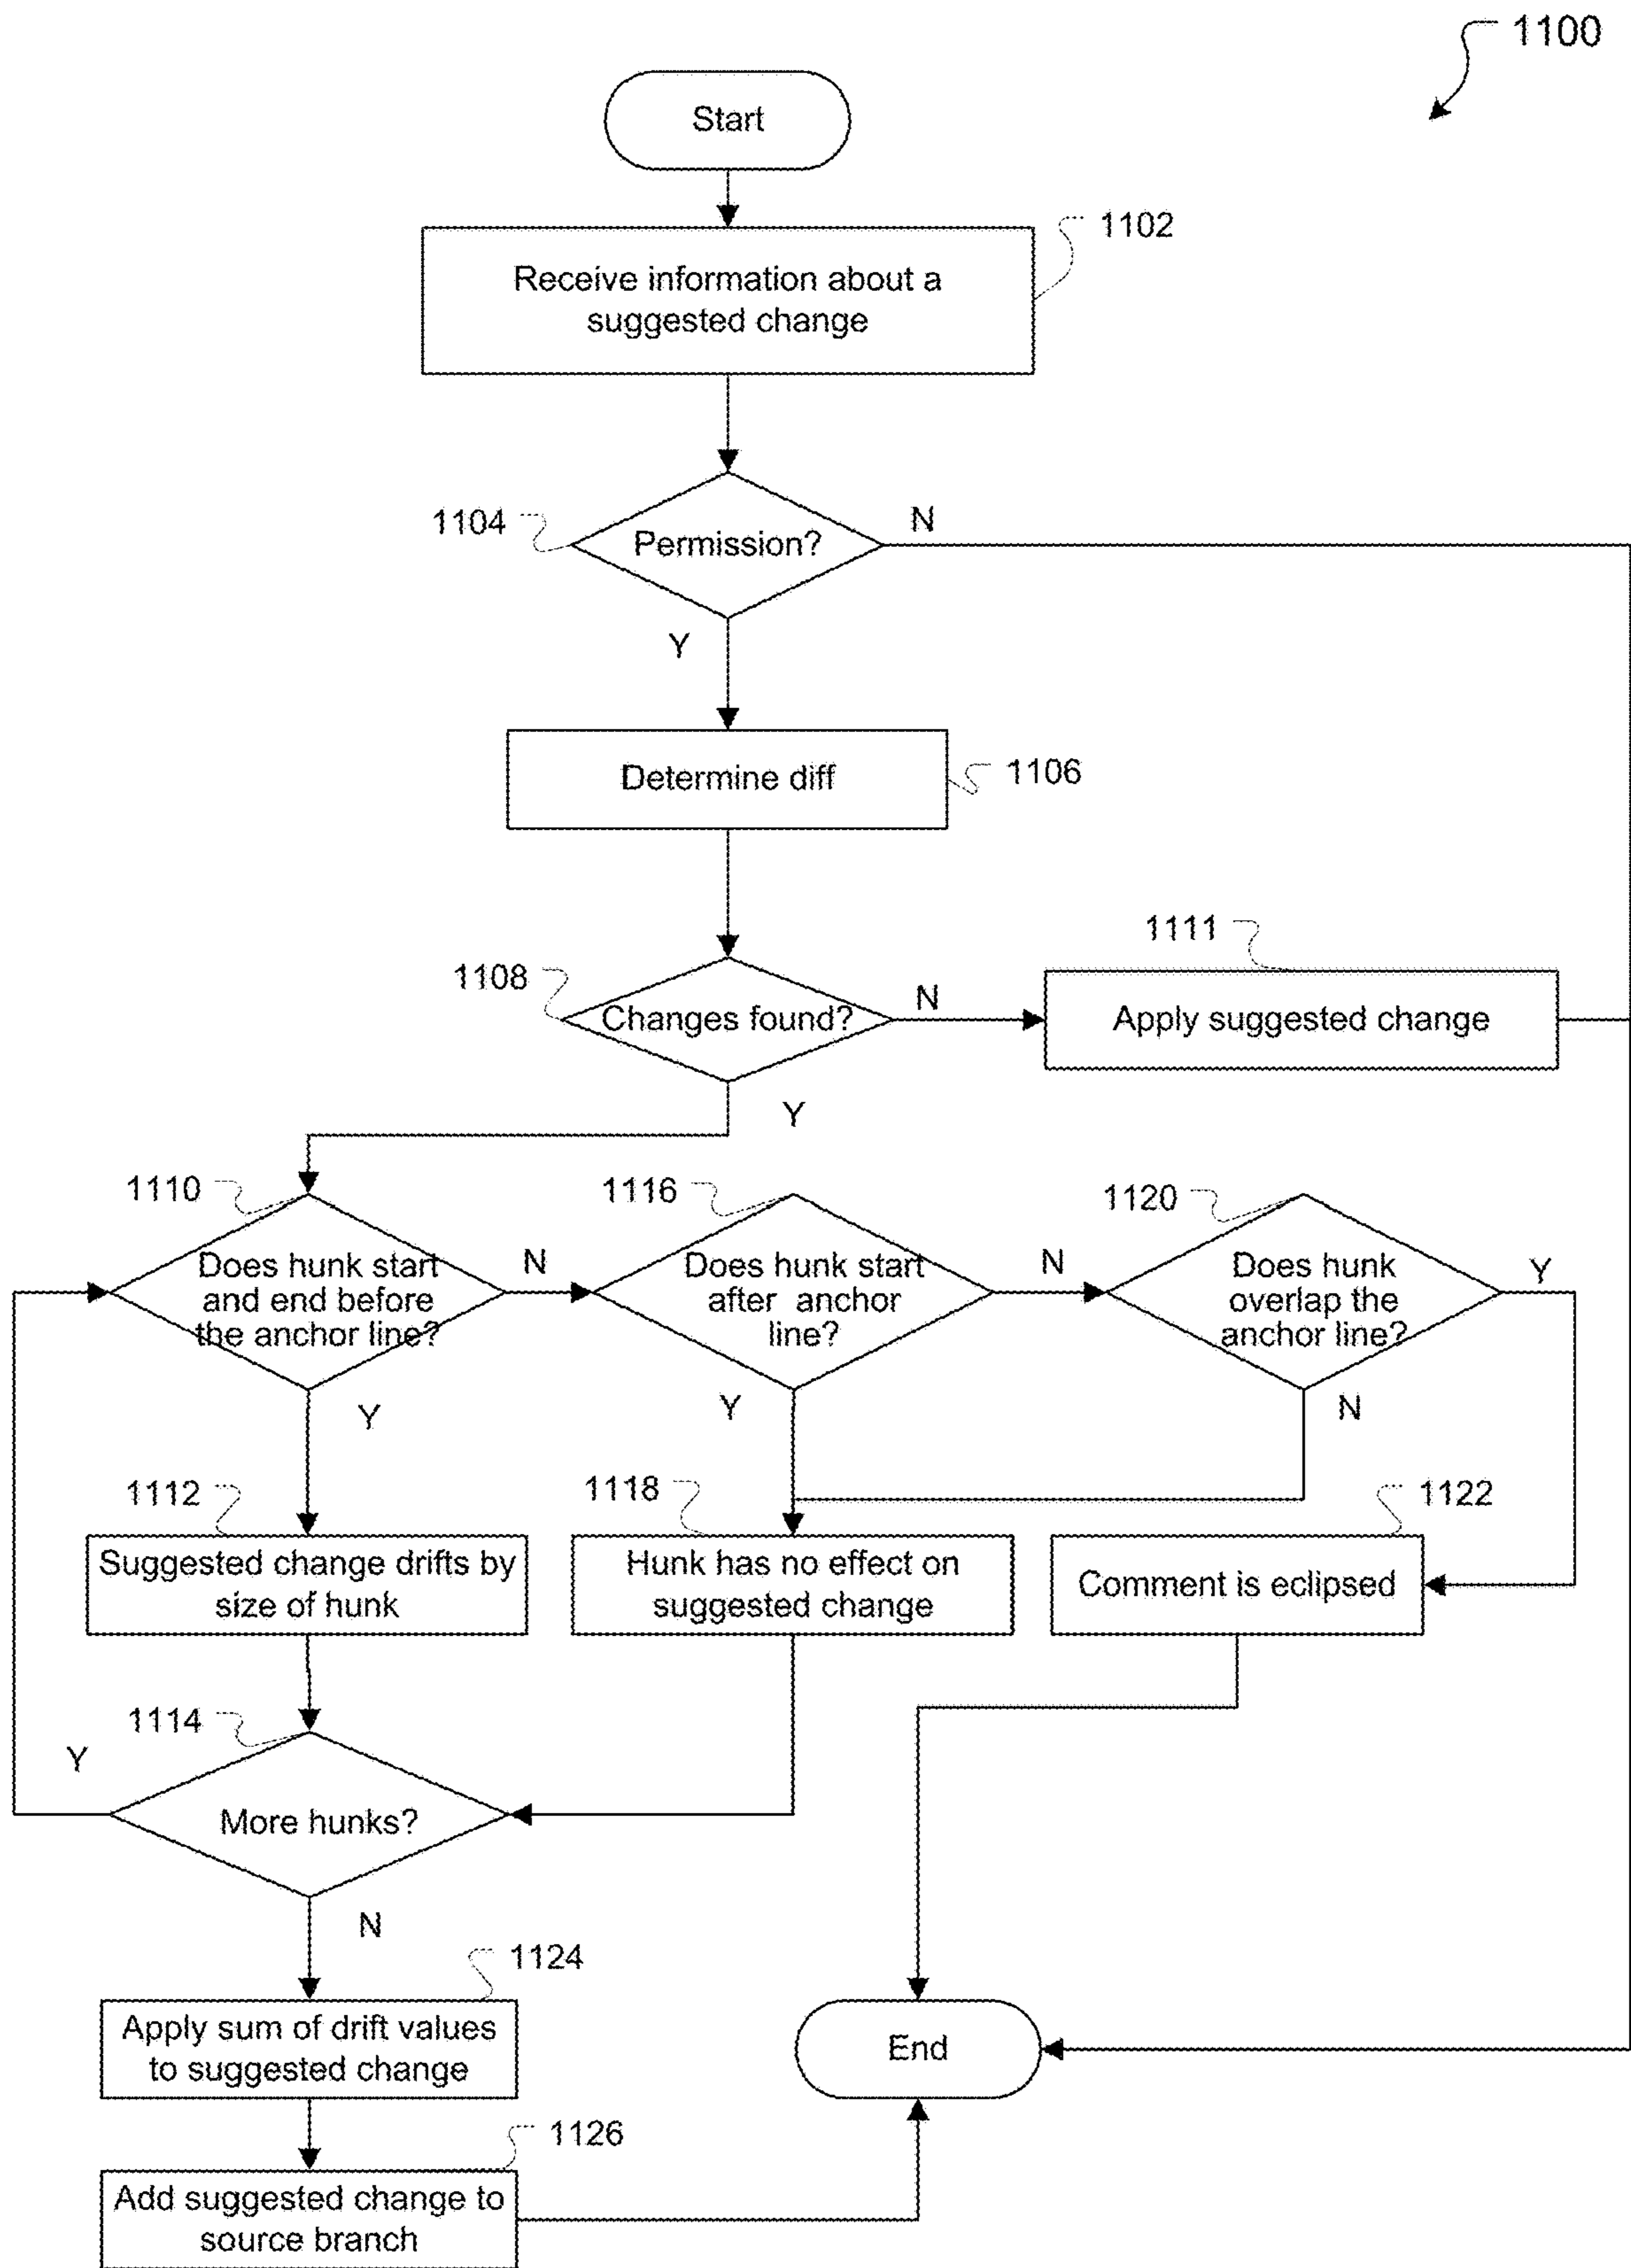 1100
Start
1102
Receive information about a
suggested change
1104
Permission?
N
Y
Determine diff
1106
1111
1108
Changes found?
N
Apply suggested change
Y
1110
1116
1120
Does hunk start
and end before
the anchor line?
N
Does hunk start
after anchor
line?
N
Does hunk
overlap the
anchor line?
Y
Y
Y
N
1112
1118
1122
Suggested change drifts by
size of hunk
Hunk has no effect on
suggested change
Comment is eclipsed
1114
Y
More hunks?
N
1124
Apply sum of drift values
to suggested change
End
1126
Add suggested change to
source branch